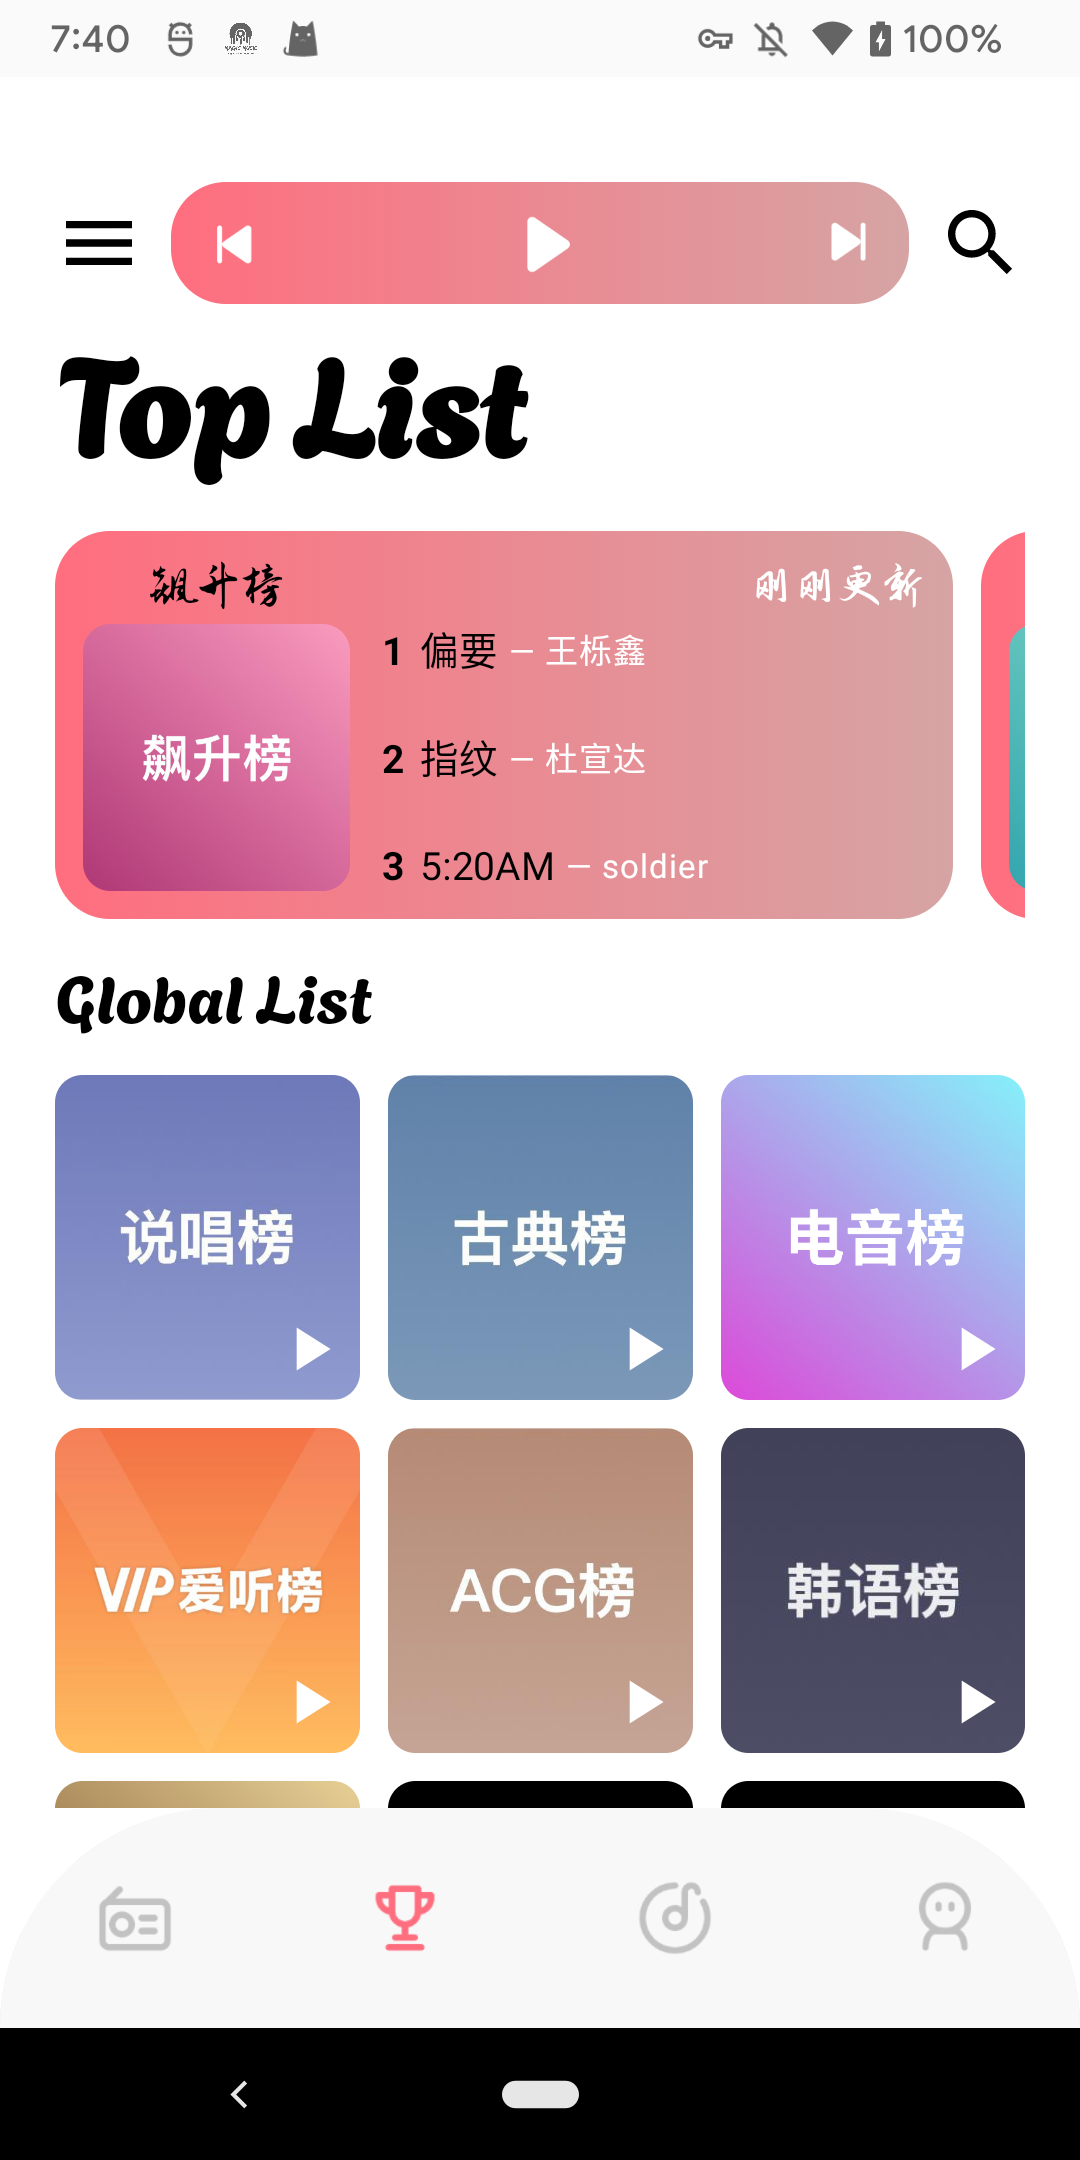 7:40
100%
Top List
飙升榜
刚刚更新
飙升榜
1 偏要 — 王栎鑫
2 指纹 — 杜宣达
3 5:20AM — soldier
Global List
说唱榜
古典榜
电音榜
VIP爱听榜
ACG榜
韩语榜